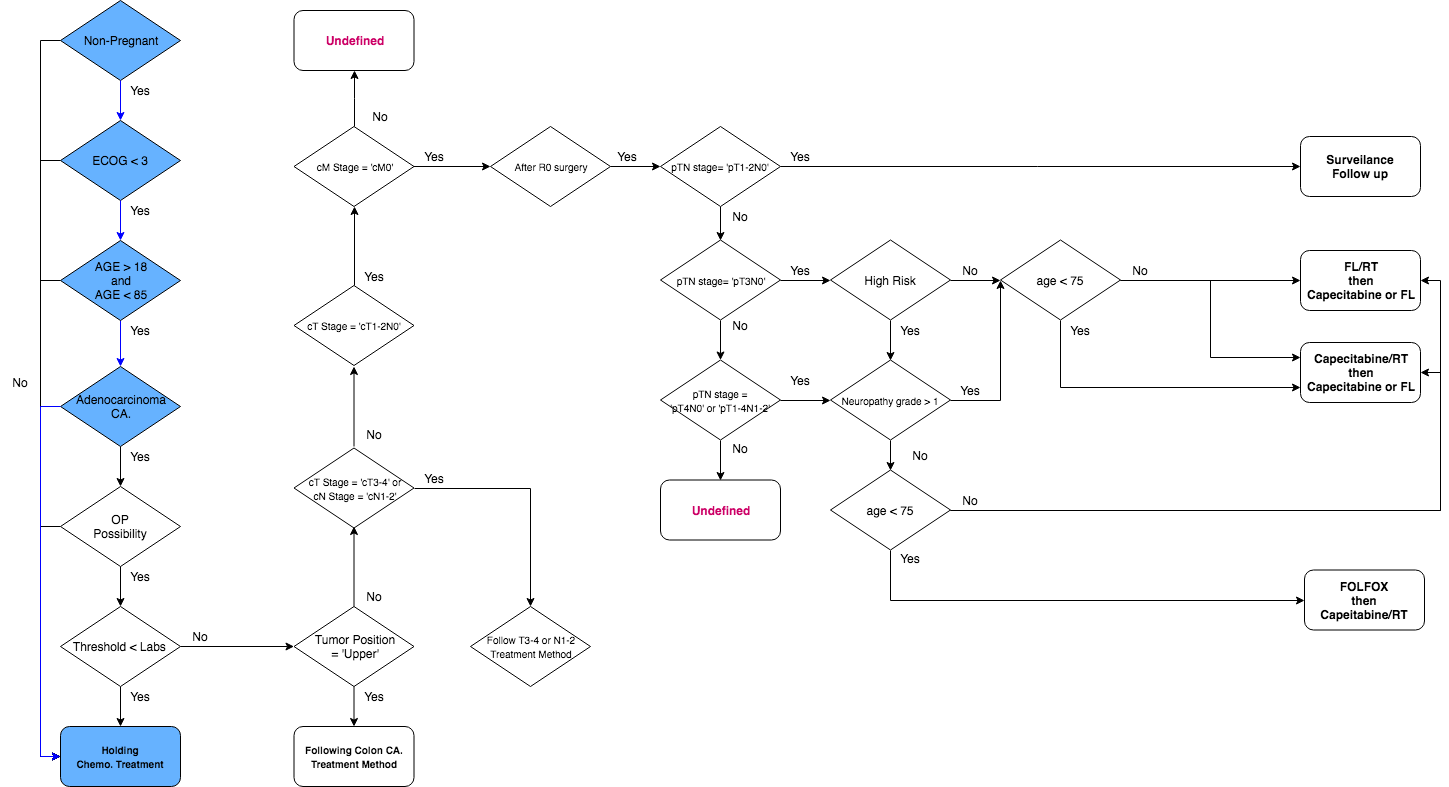 Non-Pregnant
Yes
ECOG < 3
Yes
AGE > 18
and
AGE < 85
Yes
No
Adenocarcinoma
CA.
Yes
OP
Possibility
Yes
Threshold < Labs
No
Yes
Holding
Chemo. Treatment
Undefined
No
cM Stage = 'cM0'
Yes
Yes
cT Stage = 'cT1-2N0'
No
cT Stage = 'cT3-4' or
cN Stage = 'cN1-2'
Yes
No
Tumor Position
= 'Upper'
Yes
Following Colon CA.
Treatment Method
Follow T3-4 or N1-2
Treatment Method
After R0 surgery
Yes
pTN stage= 'pT1-2N0'
Yes
No
Surveilance
Follow up
pTN stage= 'pT3N0'
Yes
No
High Risk
No
Yes
age < 75
No
Yes
FL/RT
then
Capecitabine or FL
Capecitabine/RT
then
Capecitabine or FL
pTN stage =
'pT4N0' or 'pT1-4N1-2'
Yes
No
Undefined
Neuropathy grade > 1
Yes
No
age < 75
No
Yes
FOLFOX
then
Capeitabine/RT